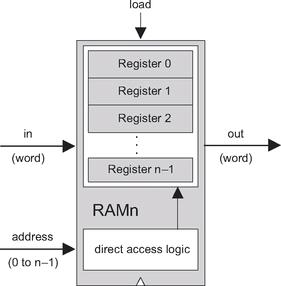 load
Register 0
Register 1
Register 2
in
(word)
out
(word)
Register n–1
RAMn
address
(0 to n–1)
direct access logic